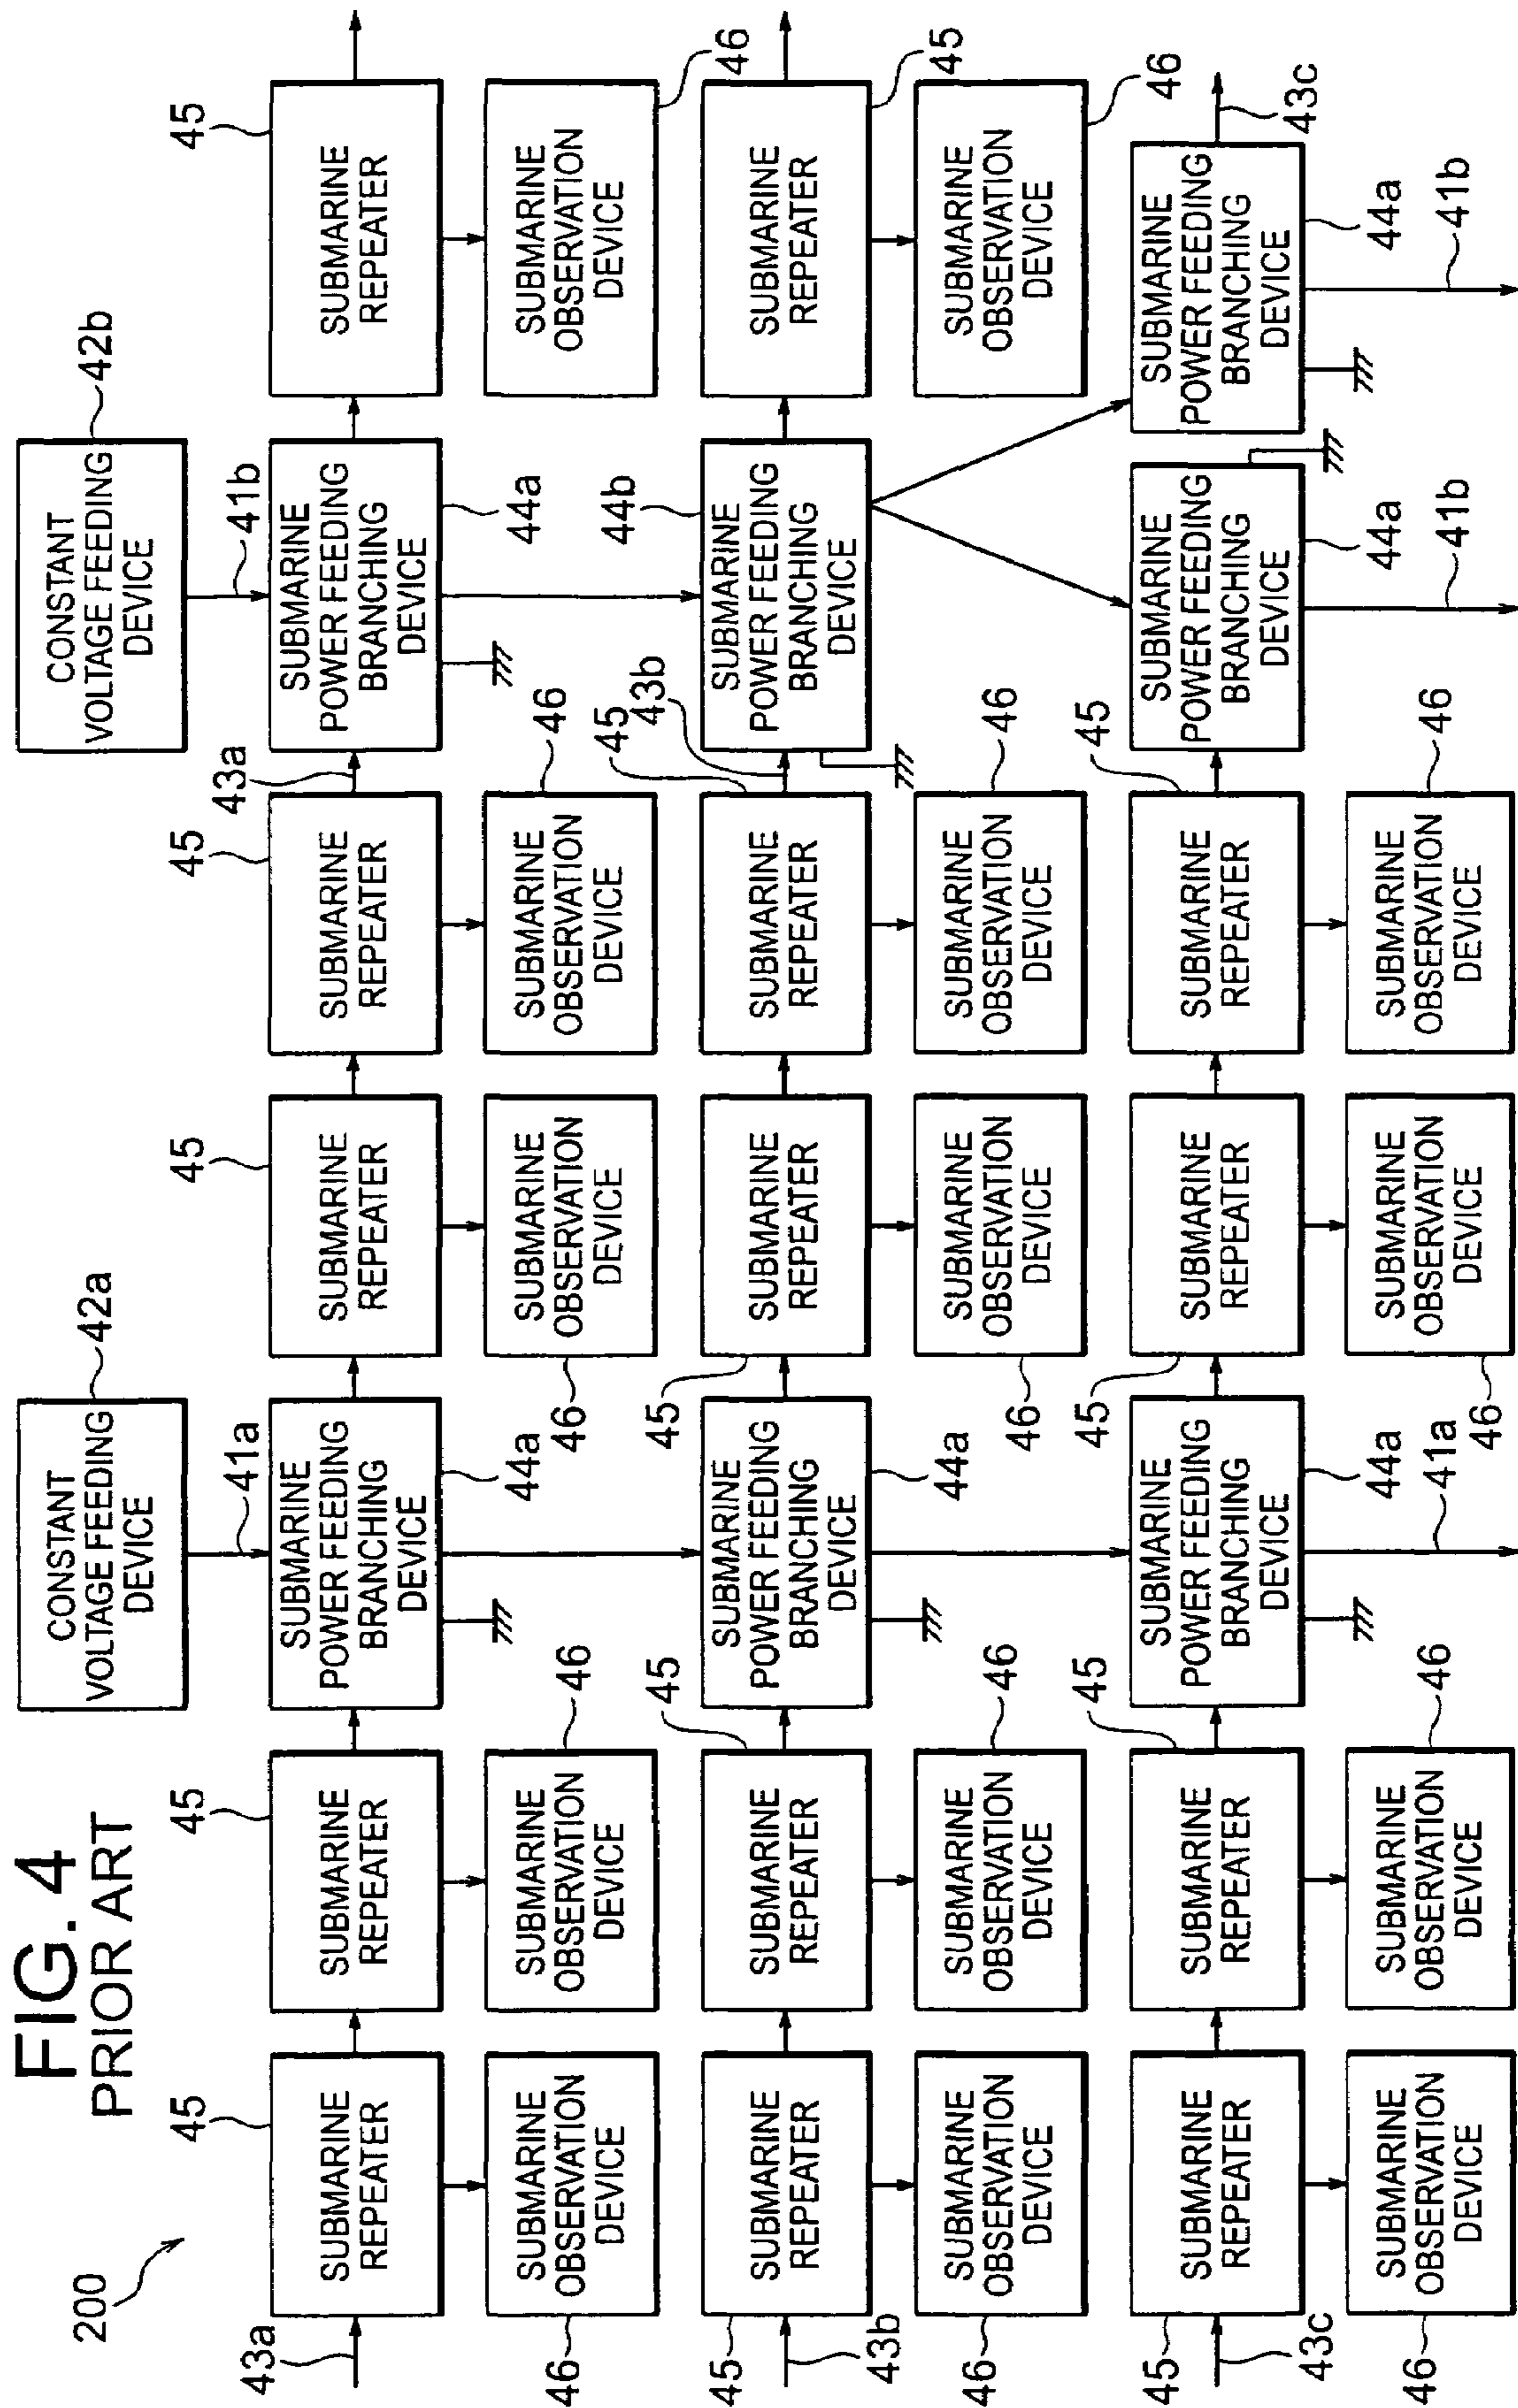 FIG. 4
PRIOR ART
200
CONSTANT
VOLTAGE FEEDING
DEVICE
42a
CONSTANT
VOLTAGE FEEDING
DEVICE
42b
41a
41b
43a
45
SUBMARINE
REPEATER
45
SUBMARINE
REPEATER
SUBMARINE
POWER FEEDING
BRANCHING
DEVICE
44a
45
SUBMARINE
REPEATER
45
SUBMARINE
REPEATER
43a
SUBMARINE
POWER FEEDING
BRANCHING
DEVICE
44a
45
SUBMARINE
REPEATER
46
SUBMARINE
OBSERVATION
DEVICE
SUBMARINE
OBSERVATION
DEVICE
46
46
SUBMARINE
OBSERVATION
DEVICE
SUBMARINE
OBSERVATION
DEVICE
46
SUBMARINE
OBSERVATION
DEVICE
46
43b
45
SUBMARINE
REPEATER
SUBMARINE
REPEATER
45
SUBMARINE
POWER FEEDING
BRANCHING
DEVICE
44a
45
SUBMARINE
REPEATER
SUBMARINE
REPEATER
45
43b
44b
SUBMARINE
POWER FEEDING
BRANCHING
DEVICE
SUBMARINE
REPEATER
45
46
SUBMARINE
OBSERVATION
DEVICE
SUBMARINE
OBSERVATION
DEVICE
46
46
SUBMARINE
OBSERVATION
DEVICE
SUBMARINE
OBSERVATION
DEVICE
46
SUBMARINE
OBSERVATION
DEVICE
46
43c
45
SUBMARINE
REPEATER
SUBMARINE
REPEATER
45
SUBMARINE
POWER FEEDING
BRANCHING
DEVICE
44a
41a
45
SUBMARINE
REPEATER
SUBMARINE
REPEATER
45
SUBMARINE
POWER FEEDING
BRANCHING
DEVICE
44a
41b
SUBMARINE
POWER FEEDING
BRANCHING
DEVICE
44a
41b
43c
46
SUBMARINE
OBSERVATION
DEVICE
SUBMARINE
OBSERVATION
DEVICE
46
46
SUBMARINE
OBSERVATION
DEVICE
SUBMARINE
OBSERVATION
DEVICE
46